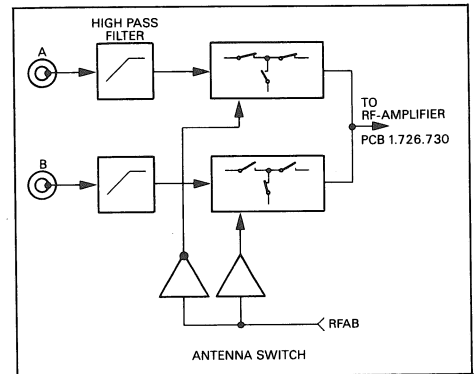 HIGH PASS
FILTER
A
TO
RF-AMPLIFIER
PCB 1.726.730
B
RFAB
ANTENNA SWITCH